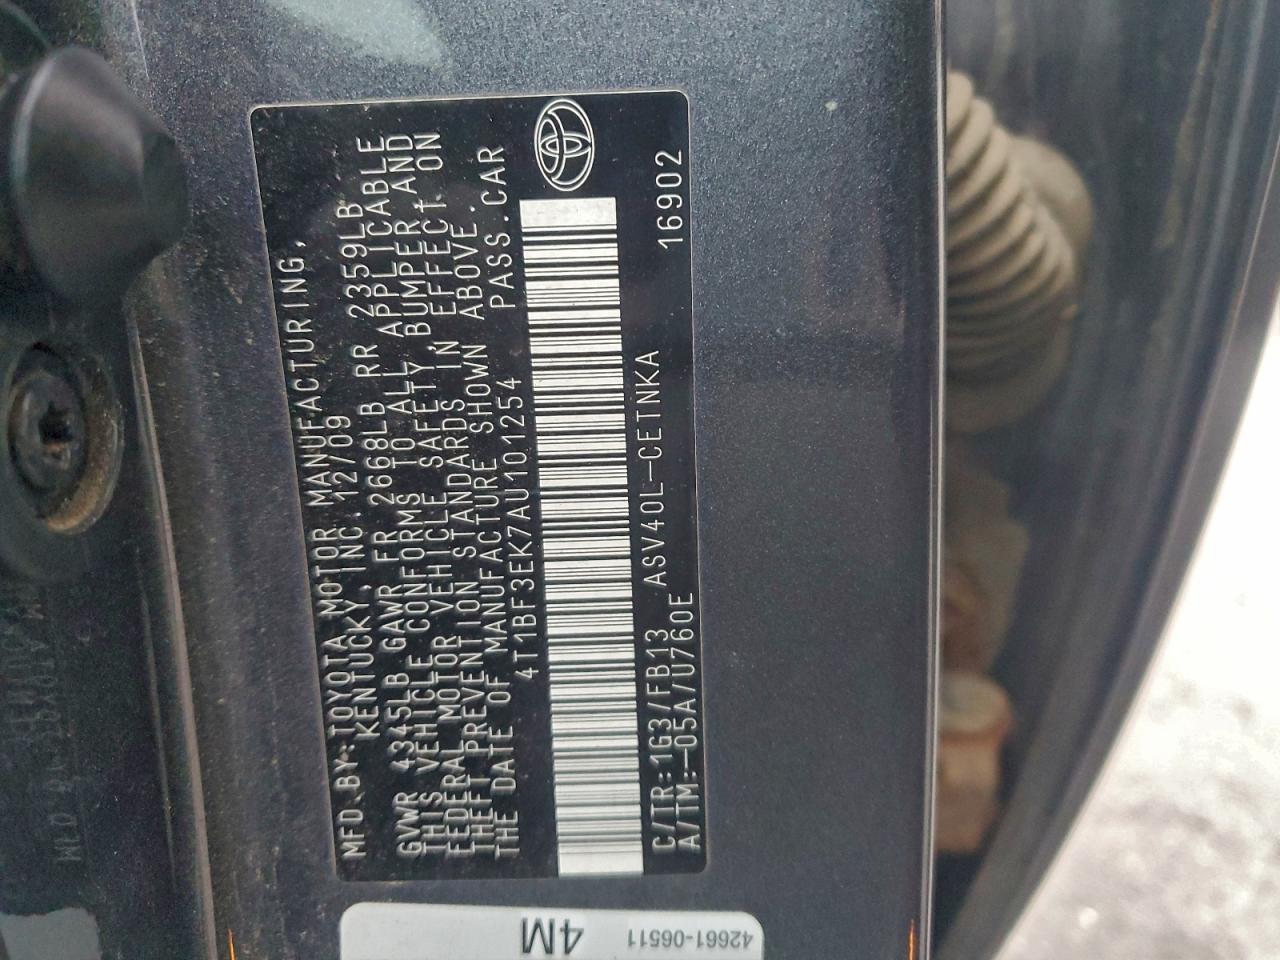 MFD.BY:TOYOTA MOTOR MANUFACTURING,
KENTUCKY, INC. 12/09
GVWR 4345LB GAWR FR 2668LB RR 2359LB
THIS VEHICLE CONFORMS TO ALL APPLICABLE
FEDERAL MOTOR VEHICLE SAFETY, BUMPER, AND
THEFT PREVENTION STANDARDS IN EFFECT ON
THE DATE OF MANUFACTURE SHOWN ABOVE.
4T1BF3EK7AU101254 PASS.CAR
C/TR:1G3/FB13 ASV40L-CETNKA 16902
A/TM:-05A/U760E
4M
42661-06511